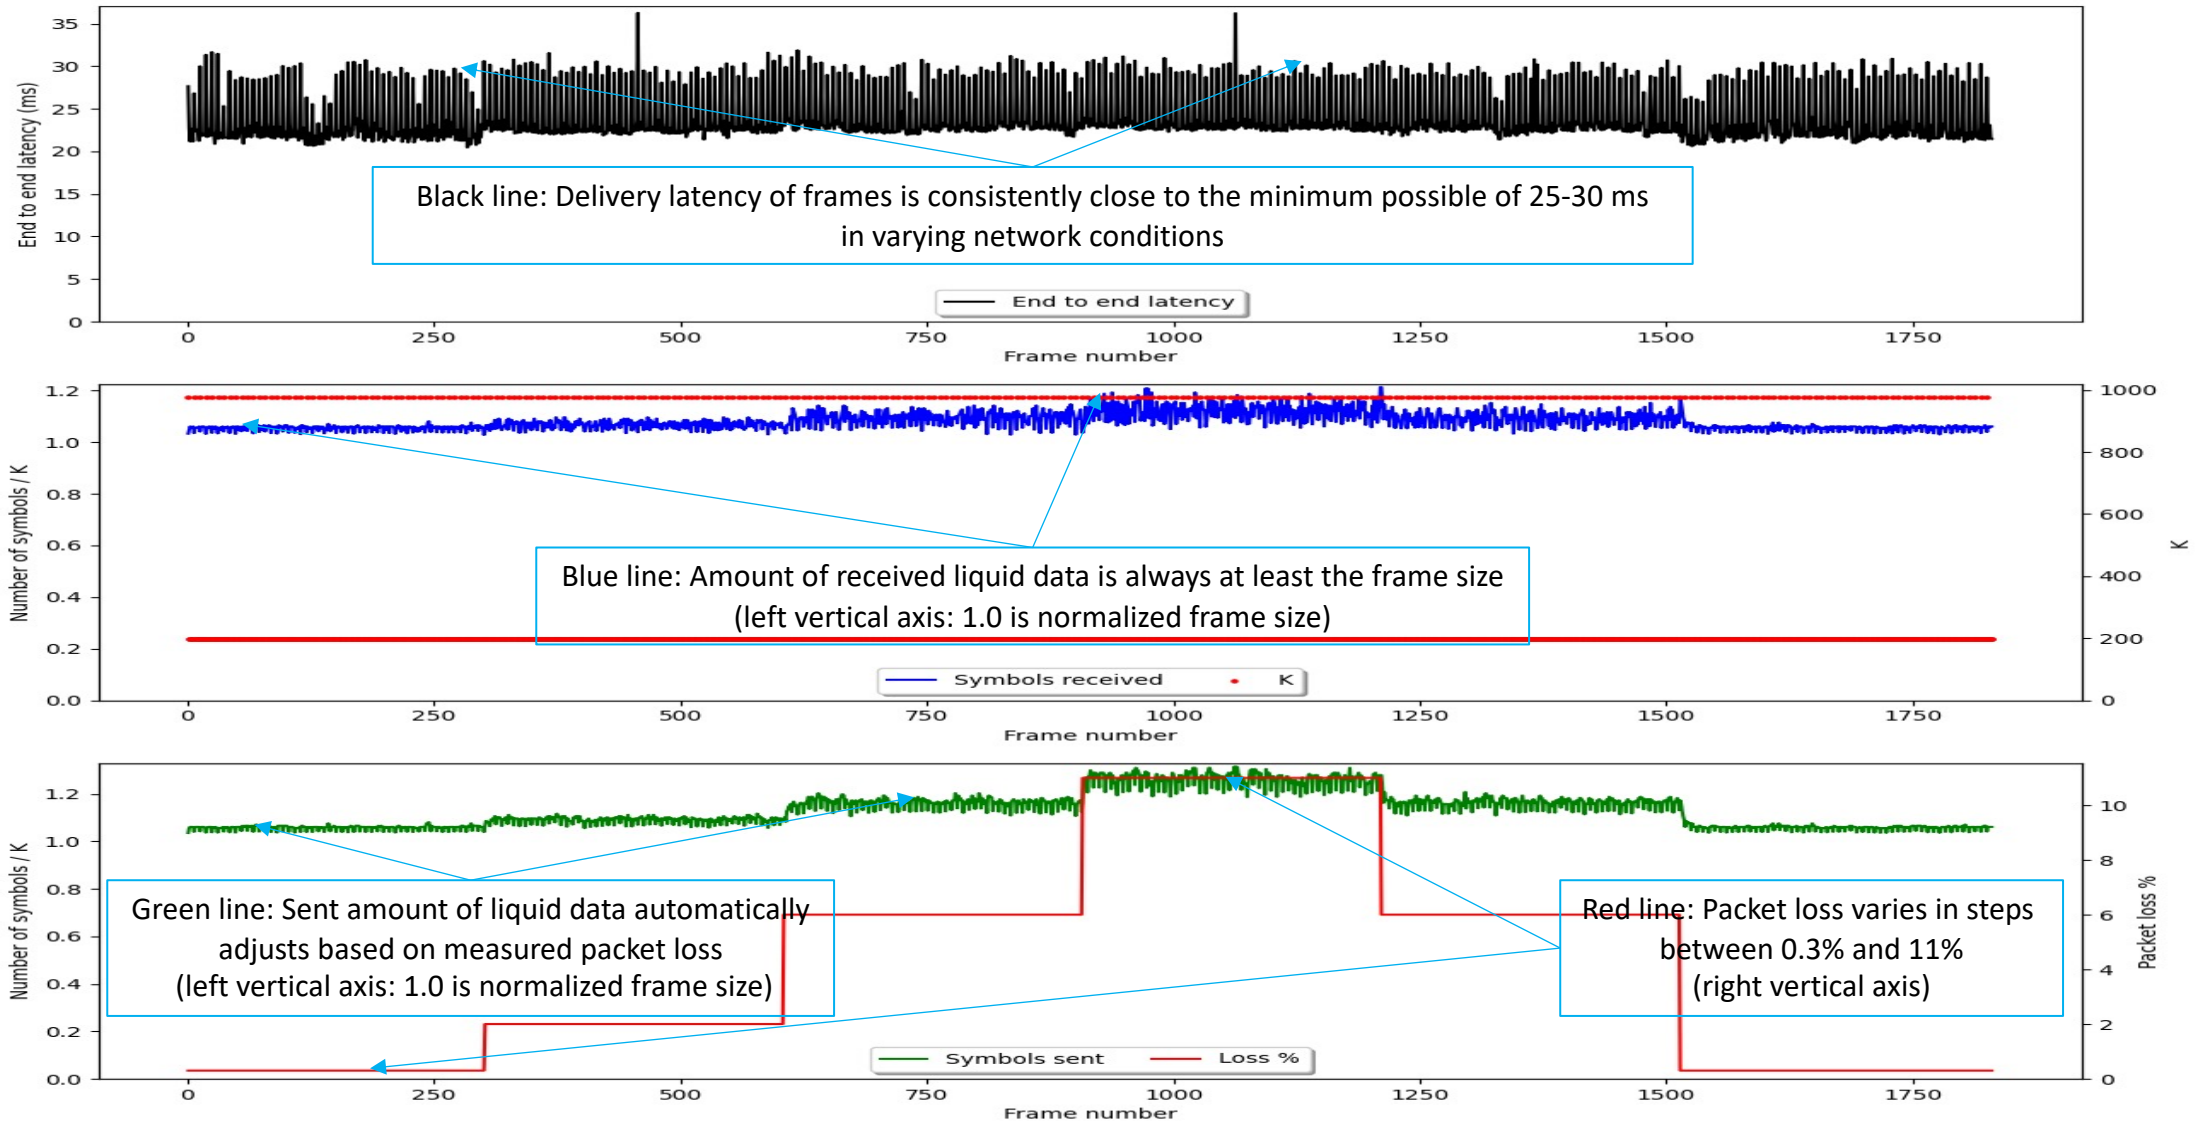 35
30
25
20
15
10
5
0
End to end latency (ms)
Black line: Delivery latency of frames is consistently close to the minimum possible of 25-30 ms
in varying network conditions
End to end latency
0 250 500 750 1000 1250 1500 1750
Frame number
1.2
1.0
0.8
0.6
0.4
0.2
0.0
Number of symbols / K
1000
800
600
400
200
0
K
Blue line: Amount of received liquid data is always at least the frame size
(left vertical axis: 1.0 is normalized frame size)
Symbols received K
0 250 500 750 1000 1250 1500 1750
Frame number
1.2
1.0
0.8
0.6
0.4
0.2
0.0
Number of symbols / K
10
8
6
4
2
0
Packet loss %
Green line: Sent amount of liquid data automatically
adjusts based on measured packet loss
(left vertical axis: 1.0 is normalized frame size)
Red line: Packet loss varies in steps
between 0.3% and 11%
(right vertical axis)
Symbols sent Loss %
0 250 500 750 1000 1250 1500 1750
Frame number